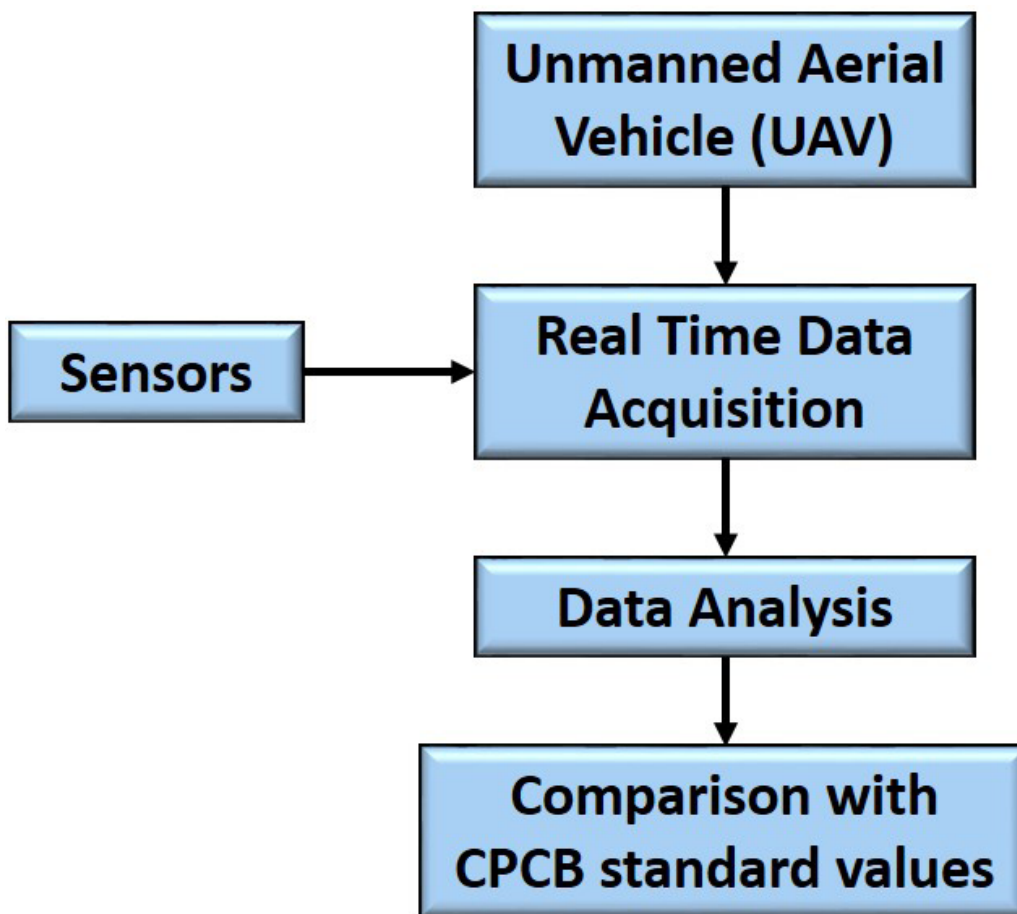 Unmanned Aerial
Vehicle (UAV)
Sensors
Real Time Data
Acquisition
Data Analysis
Comparison with
CPCB standard values